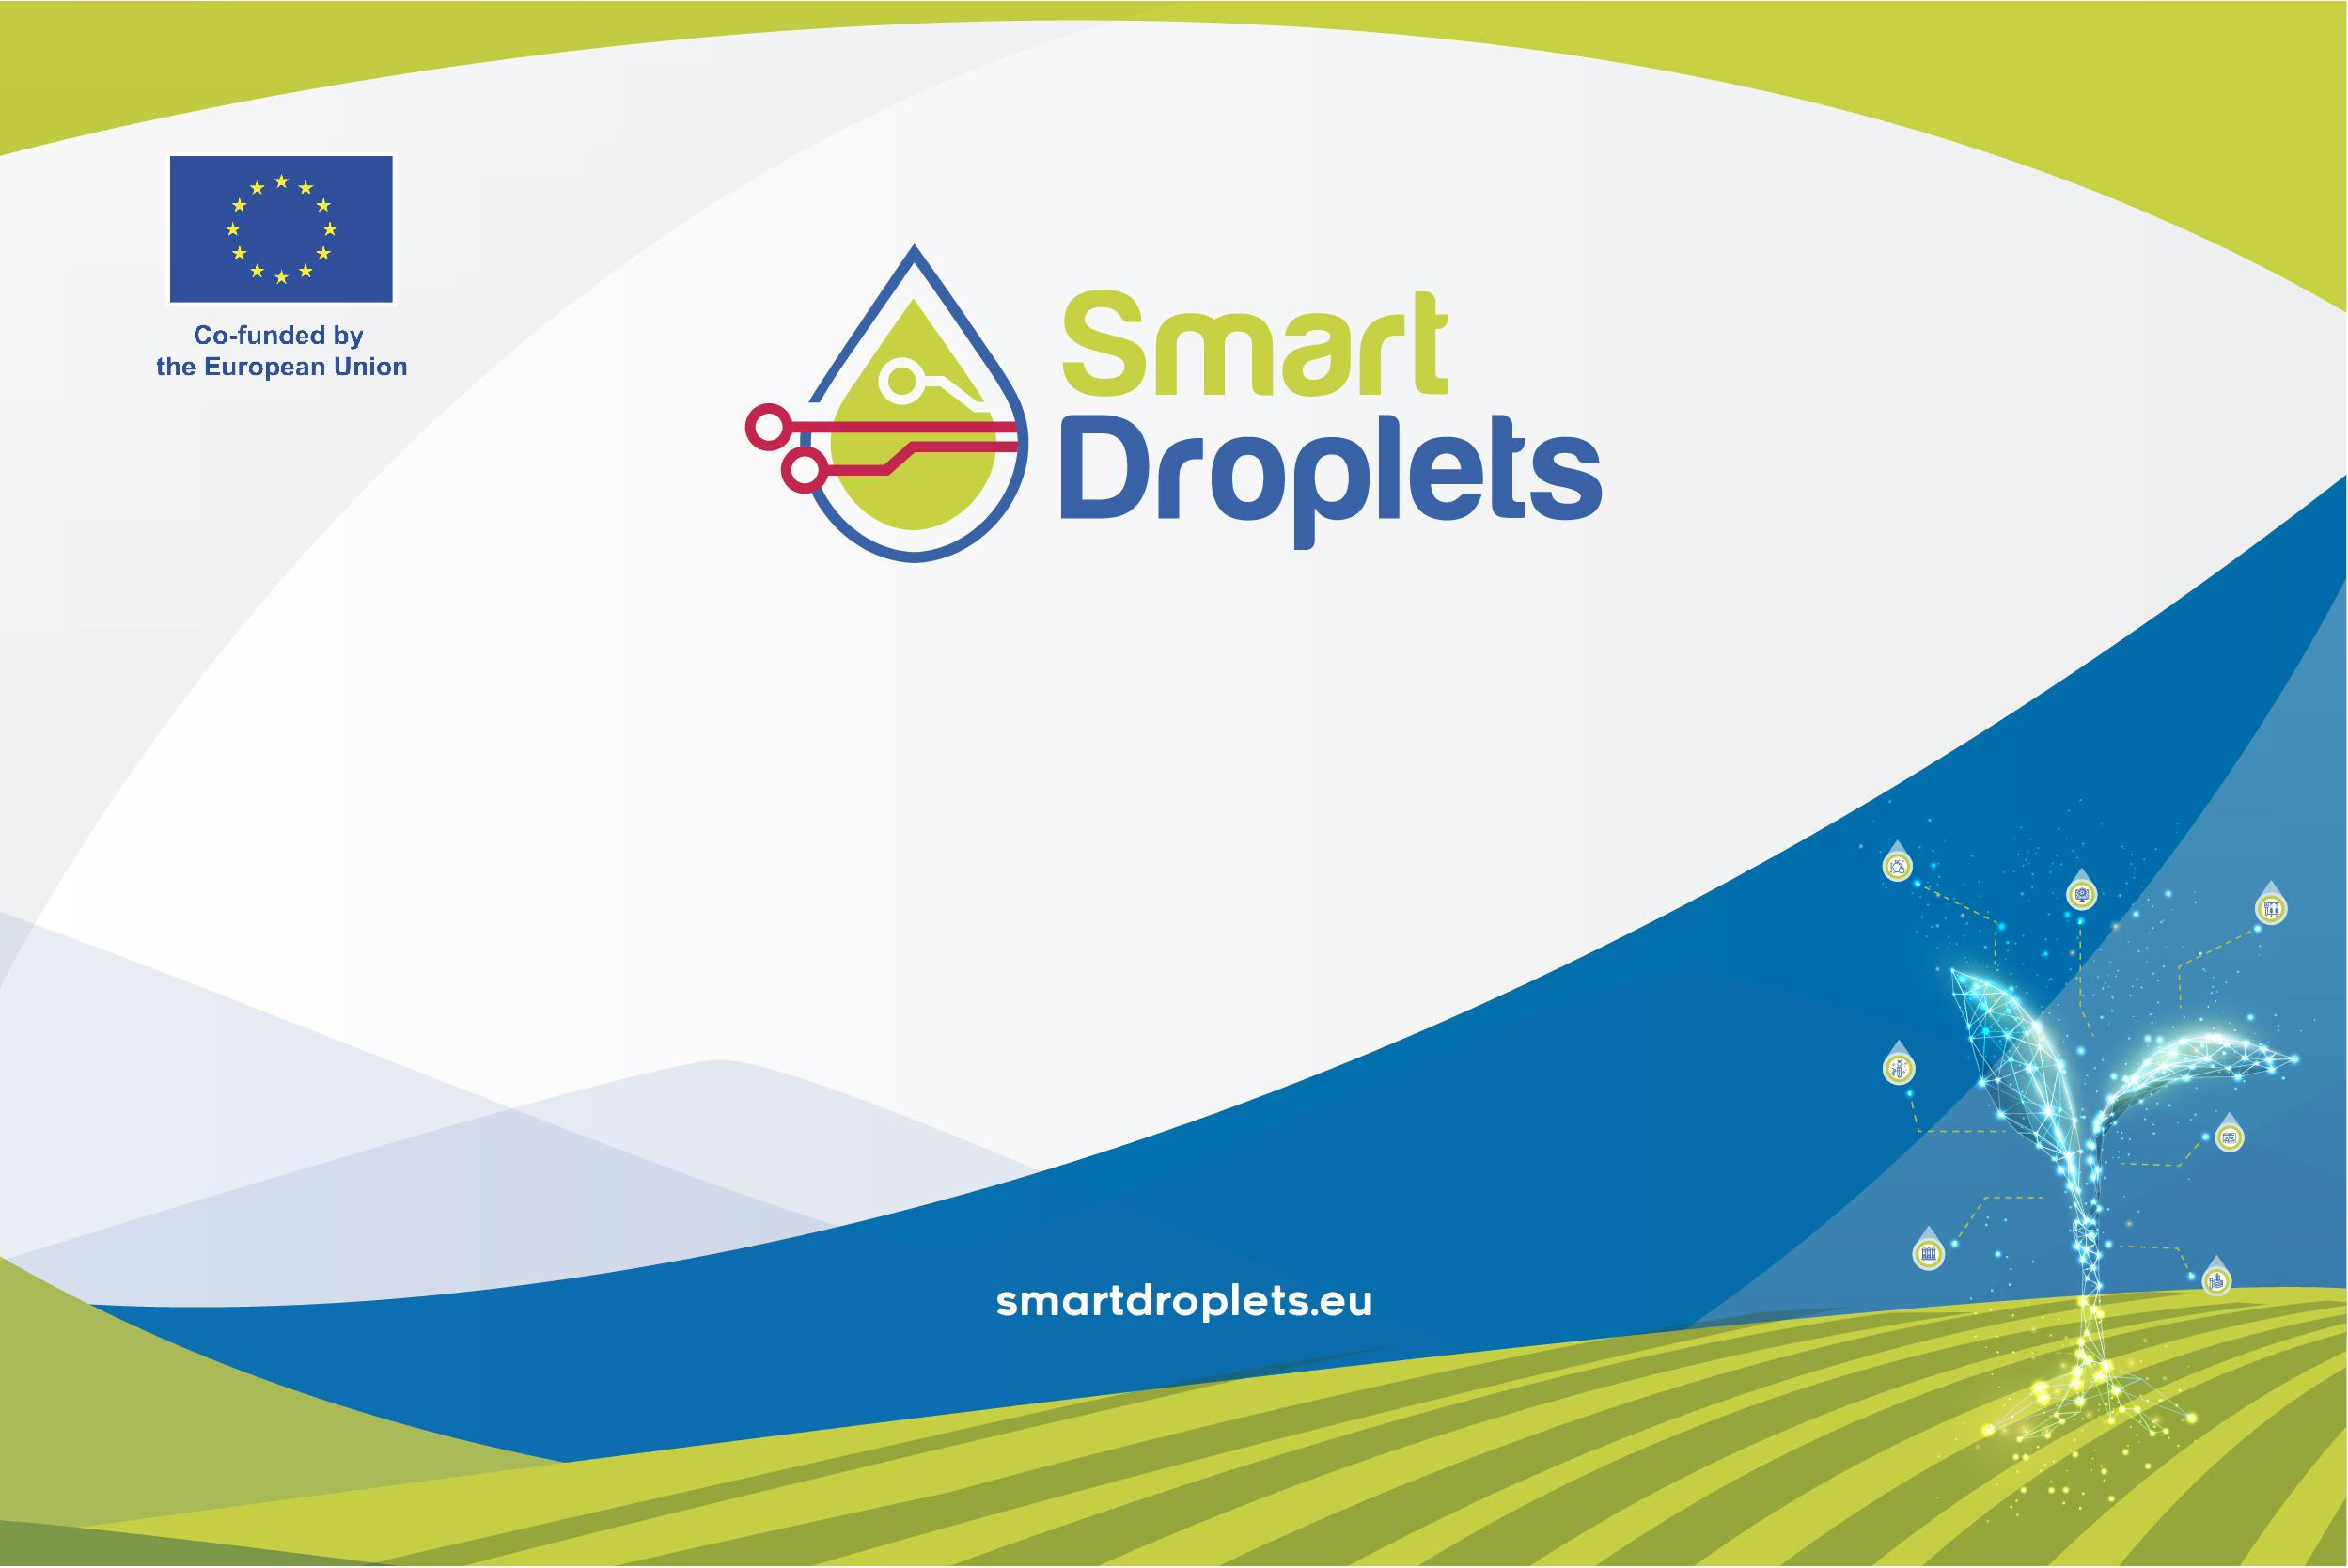 Co-funded by
the European Union
Smart
Droplets
smartdroplets.eu